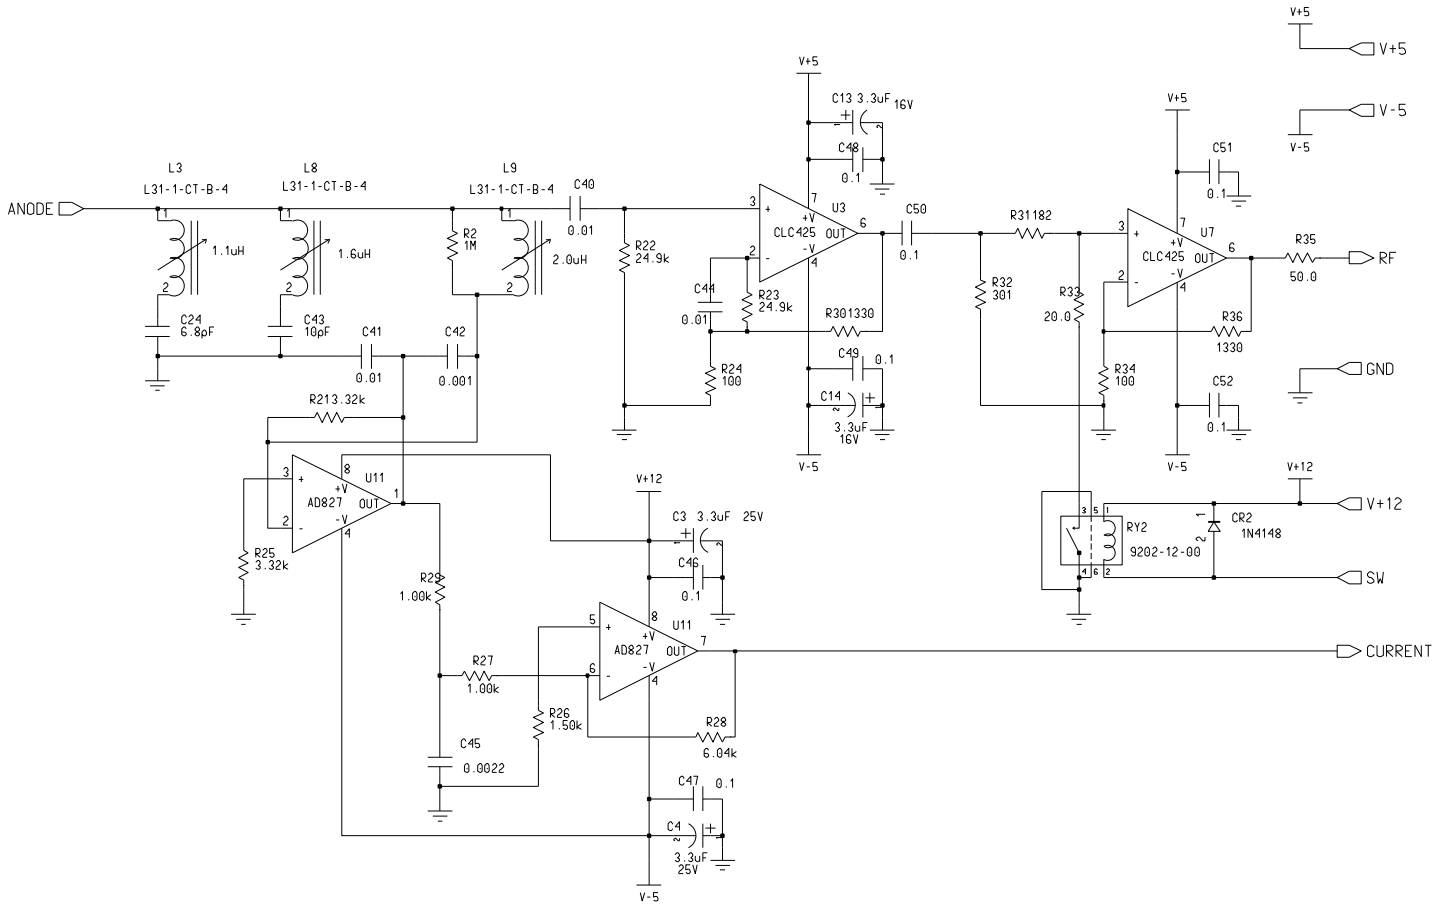 V+5
V+5
V-5
V-5
V+5
C13 3.3uF 16V
1
2
C48
0.1
V+5
C51
0.1
L3
L31-1-CT-B-4
L8
L31-1-CT-B-4
L9
L31-1-CT-B-4
C40
0.01
ANODE
1
1.1uH
2
1
1.6uH
2
R2
1M
1
2.0uH
2
R22
24.9k
3
+
7
+V
U3
CLC425
OUT
6
2
-
-V
4
C50
0.1
R31182
3
+
7
+V
U7
CLC425
OUT
6
2
-
-V
4
R35
50.0
RF
C24
6.8pF
C43
10pF
C41
0.01
C42
0.001
C44
0.01
R23
24.9k
R301330
R24
100
C49
0.1
C14
2
1
3.3uF
16V
V-5
R32
301
R33
20.0
R36
1330
R34
100
C52
0.1
V-5
GND
R213.32k
3
+
8
+V
U11
AD827
OUT
1
2
-
-V
4
R25
3.32k
R29
1.00k
V+12
C3 3.3uF 25V
1
2
C46
0.1
V+12
V+12
3 5 1
RY2
9202-12-00
4 6 2
1
CR2
1N4148
2
SW
5
+
8
+V
U11
AD827
OUT
7
6
-
-V
4
CURRENT
R27
1.00k
R26
1.50k
R28
6.04k
C45
0.0022
C47
0.1
C4
2
1
3.3uF
25V
V-5